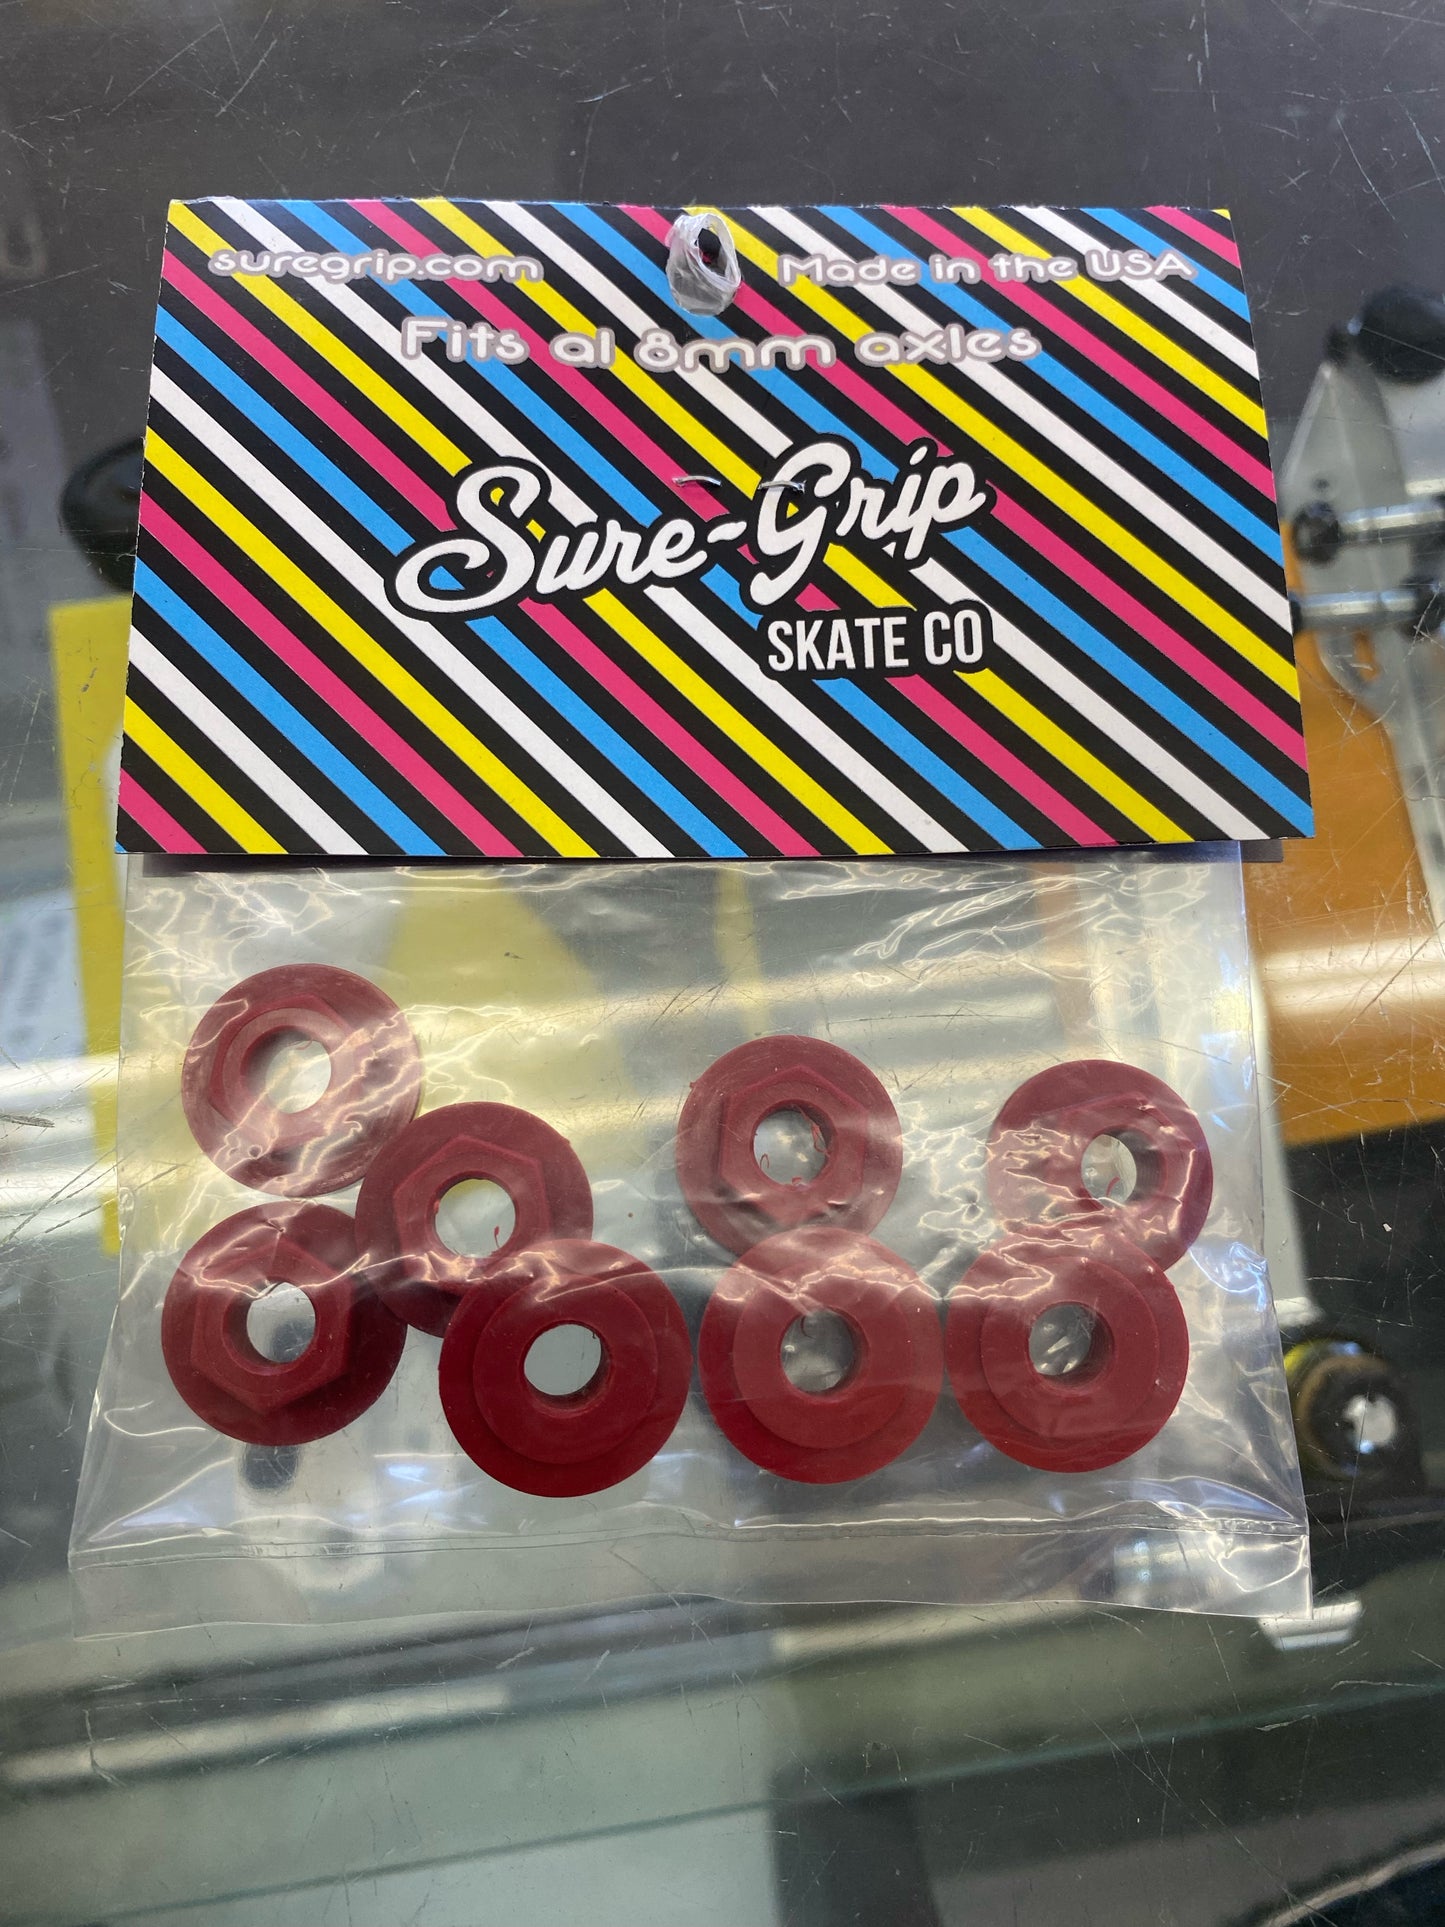 suregrip.com
Made in the USA
Fits al 8mm axles
Sure-Grip
SKATE CO